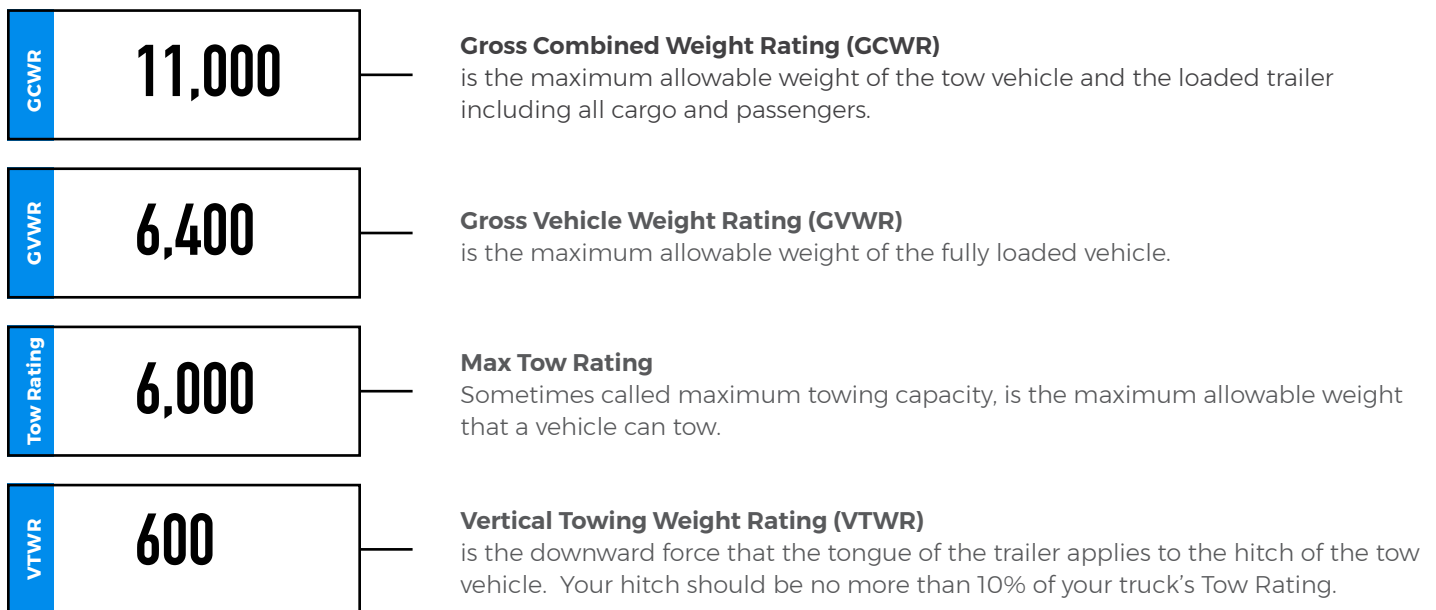 GCWR
11,000
Gross Combined Weight Rating (GCWR)
is the maximum allowable weight of the tow vehicle and the loaded trailer
including all cargo and passengers.
GVWR
6,400
Gross Vehicle Weight Rating (GVWR)
is the maximum allowable weight of the fully loaded vehicle.
Tow Rating
6,000
Max Tow Rating
Sometimes called maximum towing capacity, is the maximum allowable weight
that a vehicle can tow.
VTWR
600
Vertical Towing Weight Rating (VTWR)
is the downward force that the tongue of the trailer applies to the hitch of the tow
vehicle.  Your hitch should be no more than 10% of your truck's Tow Rating.